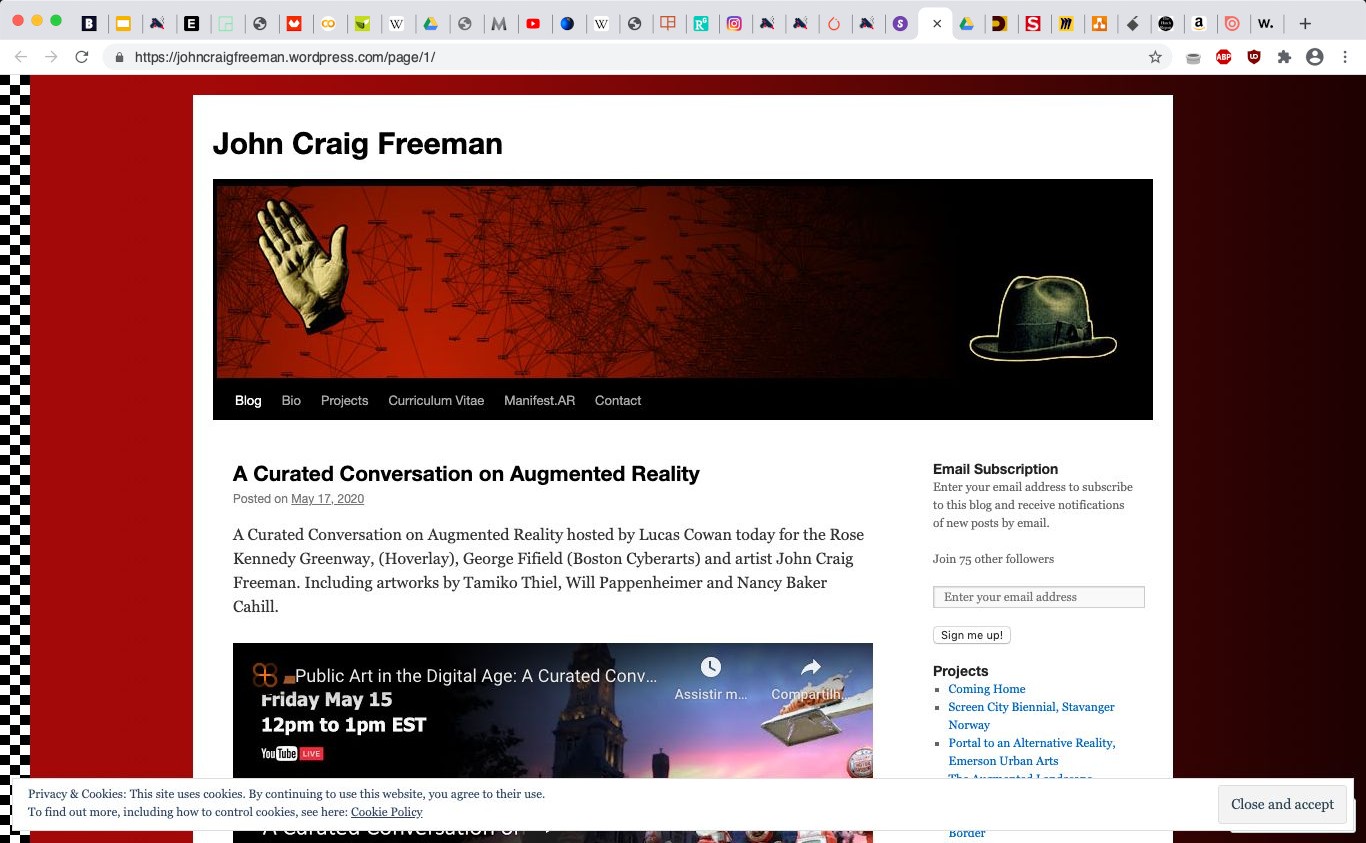 https://johncraigfreeman.wordpress.com/page/1/
ABP
John Craig Freeman
Blog Bio Projects Curriculum Vitae Manifest.AR Contact
A Curated Conversation on Augmented Reality
Posted on May 17, 2020
A Curated Conversation on Augmented Reality hosted by Lucas Cowan today for the Rose
Kennedy Greenway, (Hoverlay), George Fifield (Boston Cyberarts) and artist John Craig
Freeman. Including artworks by Tamiko Thiel, Will Pappenheimer and Nancy Baker
Cahill.
Public Art in the Digital Age: A Curated Conv…
Assistir m…
Compartilh…
Friday May 15
12pm to 1pm EST
YouTube LIVE
A Curated Conversation
Email Subscription
Enter your email address to subscribe
to this blog and receive notifications
of new posts by email.
Join 75 other followers
Enter your email address
Sign me up!
Projects
Coming Home
Screen City Biennial, Stavanger
Norway
Portal to an Alternative Reality,
Emerson Urban Arts
The Augmented Landscape
Border
Privacy & Cookies: This site uses cookies. By continuing to use this website, you agree to their use.
To find out more, including how to control cookies, see here: Cookie Policy
Close and accept